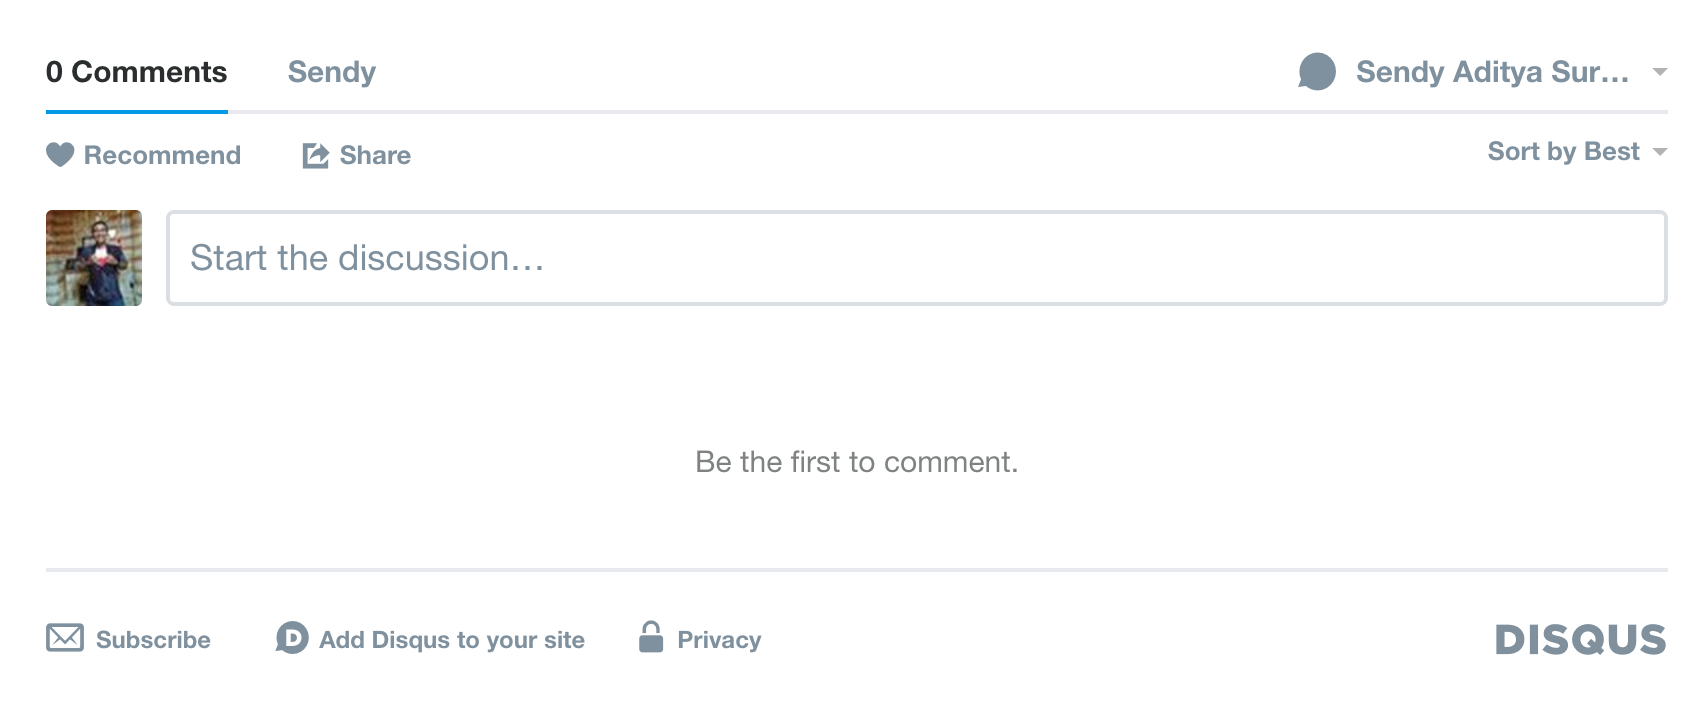 0 Comments Sendy Sendy Aditya Sur...
Recommend Share Sort by Best
Start the discussion...
Be the first to comment.
Subscribe D Add Disqus to your site Privacy DISQUS